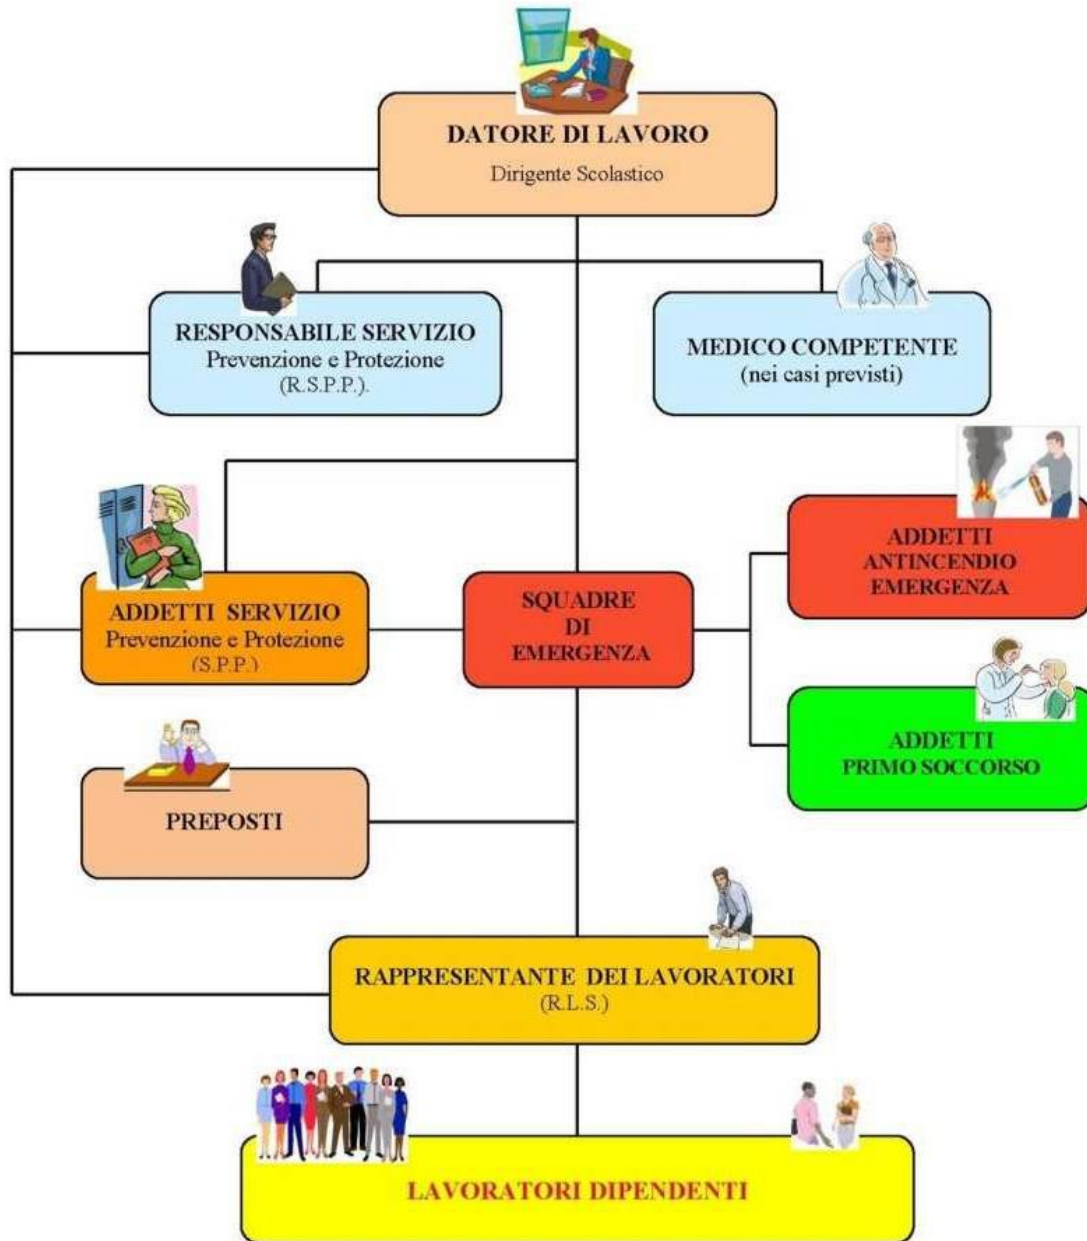 DATORE DI LAVORO
Dirigente Scolastico
RESPONSABILE SERVIZIO
Prevenzione e Protezione
(R.S.P.P.).
MEDICO COMPETENTE
(nei casi previsti)
ADDETTI
ANTINCENDIO
EMERGENZA
ADDETTI SERVIZIO
Prevenzione e Protezione
(S.P.P.)
SQUADRE
DI
EMERGENZA
ADDETTI
PRIMO SOCCORSO
PREPOSTI
RAPPRESENTANTE DEI LAVORATORI
(R.L.S.)
LAVORATORI DIPENDENTI